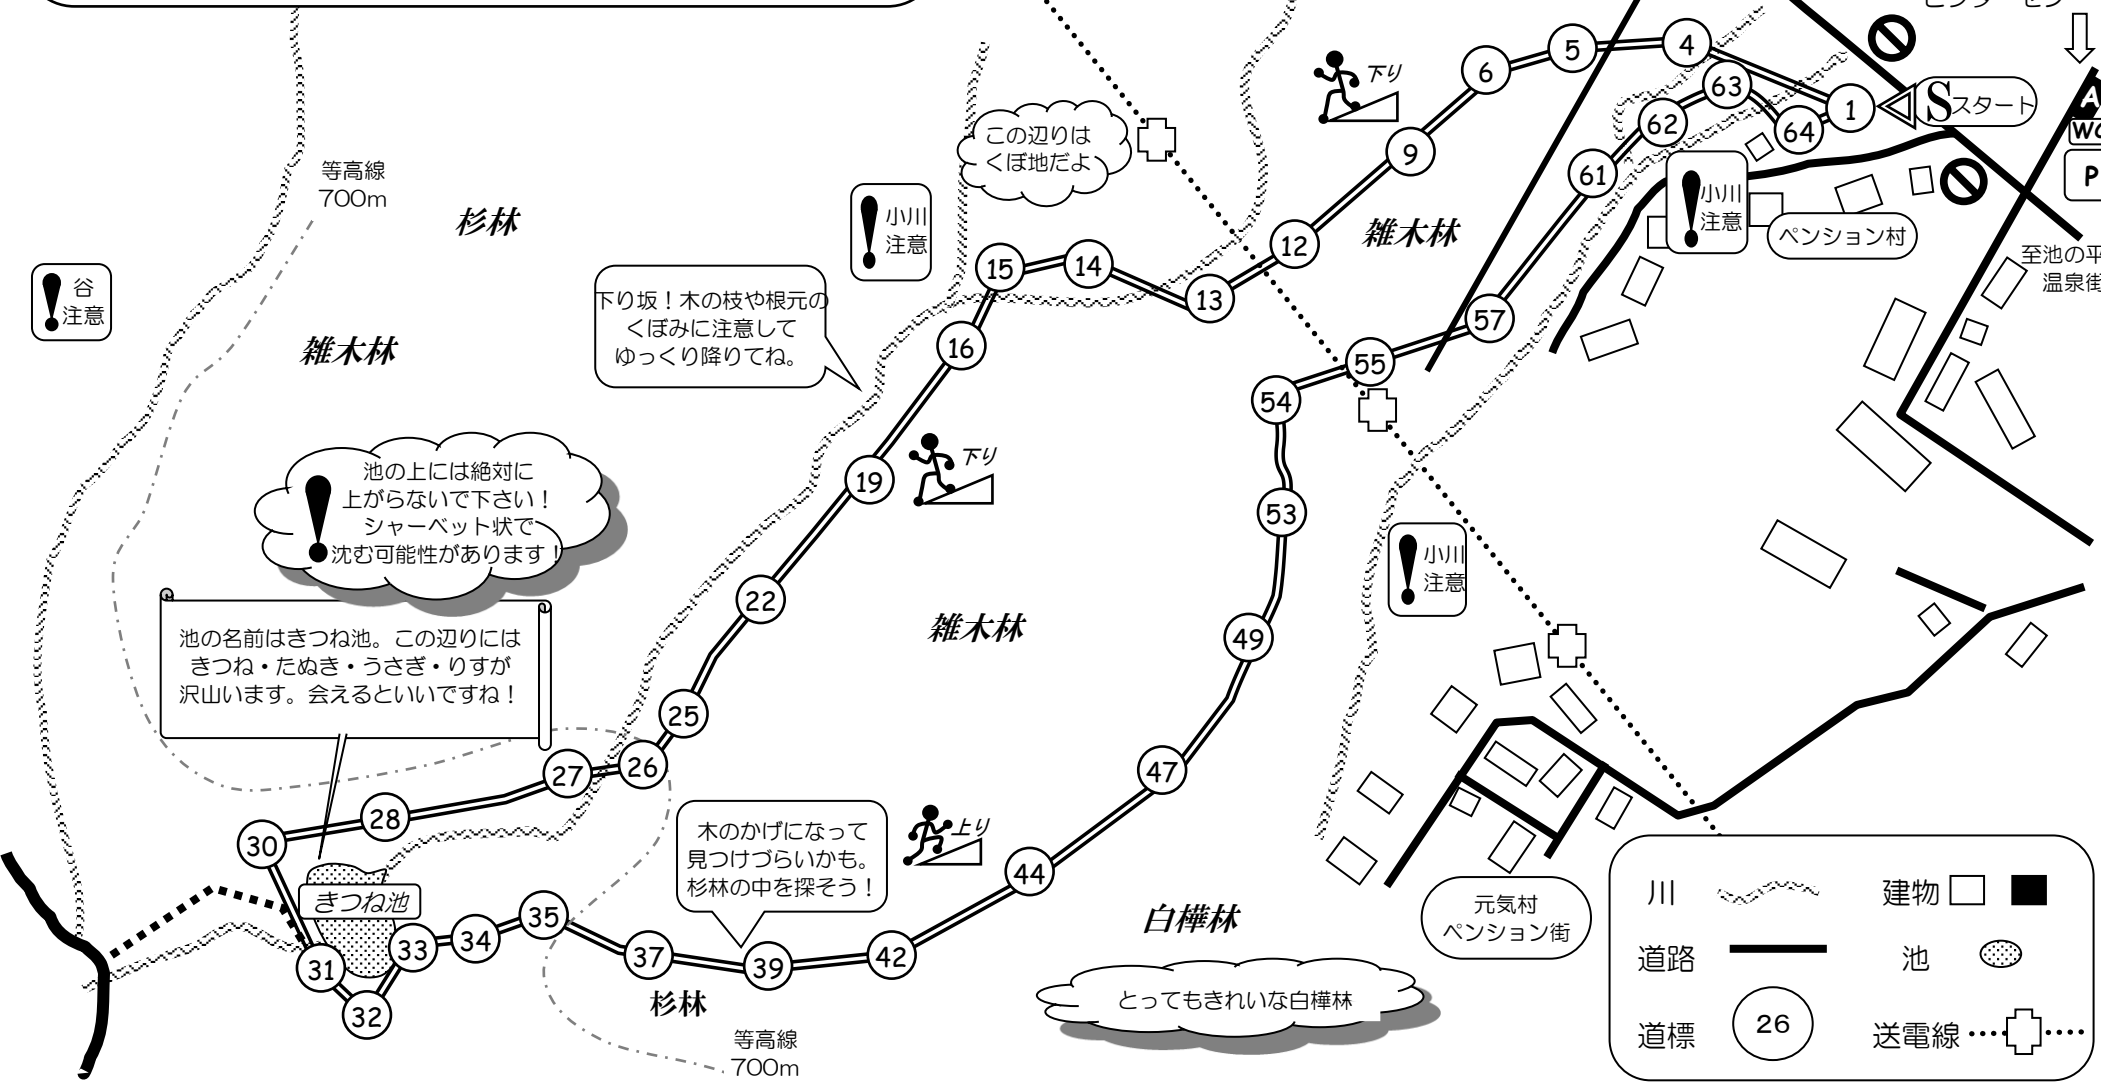 スタート
S
下り
5
4
6
63
1
62
64
9
61
WC
P
この辺りは
くぼ地だよ
等高線
700m
杉林
小川
注意
小川
注意
ペンション村
雑木林
12
15
14
13
谷
注意
下り坂！木の枝や根元の
くぼみに注意して
ゆっくり降りてね。
雑木林
16
57
55
54
池の上には絶対に
上がらないで下さい！
シャーベット状で
沈む可能性があります！
19
下り
53
小川
注意
22
雑木林
49
池の名前はきつね池。この辺りには
きつね・たぬき・うさぎ・りすが
沢山います。会えるといいですね！
25
26
27
47
28
30
木のかげになって
見つけづらいかも。
杉林の中を探そう！
上り
44
きつね池
31
32
33
34
35
37
39
42
杉林
等高線
700m
白樺林
とってもきれいな白樺林
元気村
ペンション街
川
建物
道路
池
道標
26
送電線